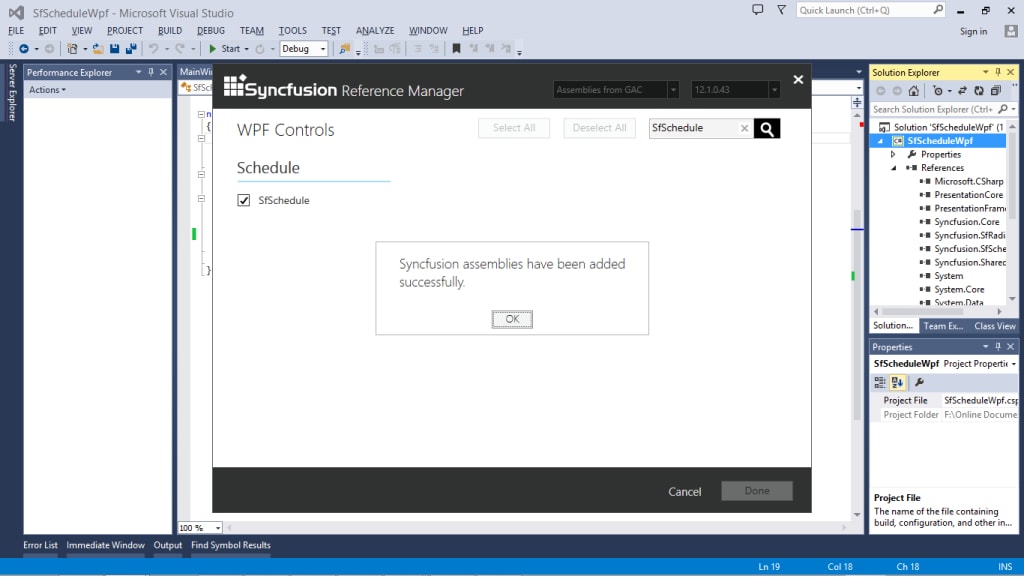 SfScheduleWpf - Microsoft Visual Studio
Quick Launch (Ctrl+Q)
FILE EDIT VIEW PROJECT BUILD DEBUG TEAM TOOLS TEST ANALYZE WINDOW HELP
Sign in
Start
Debug
Server Explorer
Performance Explorer
Actions
MainWi
SfSc
n
{
}
100 %
Syncfusion Reference Manager
Assemblies from GAC
12.1.0.43
WPF Controls
Select All
Deselect All
SfSchedule
Schedule
SfSchedule
Syncfusion assemblies have been added
successfully.
OK
Cancel
Done
Solution Explorer
Search Solution Explorer (Ctrl+
Solution 'SfScheduleWpf' (1
SfScheduleWpf
Properties
References
Microsoft.CSharp
PresentationCore
PresentationFram
Syncfusion.Core
Syncfusion.SfRadi
Syncfusion.SfSche
Syncfusion.Shared
System
System.Core
System.Data
Solution... Team Ex... Class View
Properties
SfScheduleWpf Project Properti
Project File SfScheduleWpf.csp
Project Folder F:\Online Docume
Project File
The name of the file containing
build, configuration, and other in...
Error List Immediate Window Output Find Symbol Results
Ln 19 Col 18 Ch 18 INS